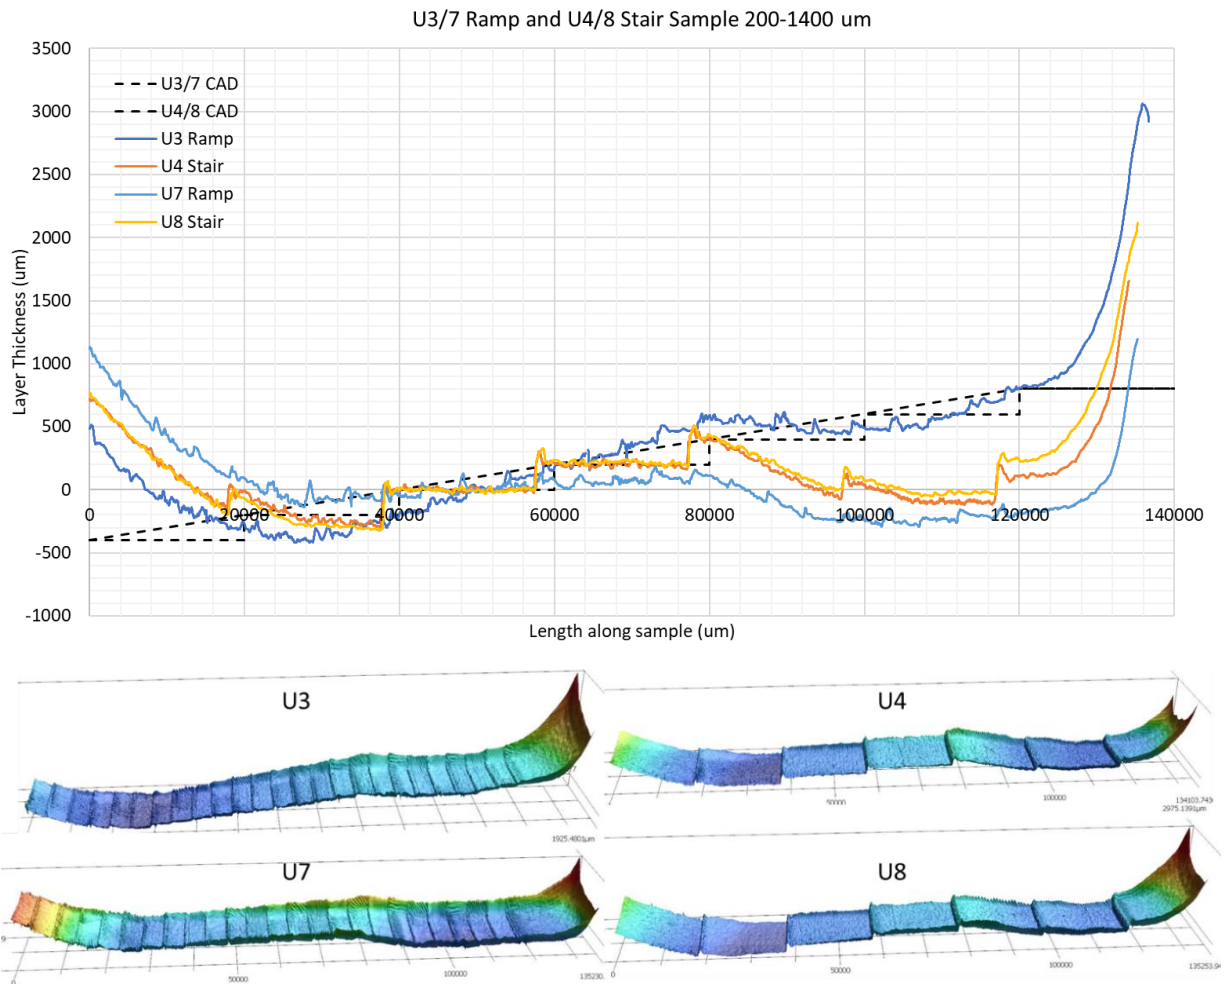 U3/7 Ramp and U4/8 Stair Sample 200-1400 um
3500
3000
2500
2000
1500
1000
500
0
-500
-1000
Layer Thickness (um)
U3/7 CAD
U4/8 CAD
U3 Ramp
U4 Stair
U7 Ramp
U8 Stair
0
20000
40000
60000
80000
100000
120000
140000
Length along sample (um)
U3
1925.4801µm
U4
50000
100000
134103.743
2975.1391µm
U7
9
0
50000
100000
135230.
U8
0
50000
100000
135253.94